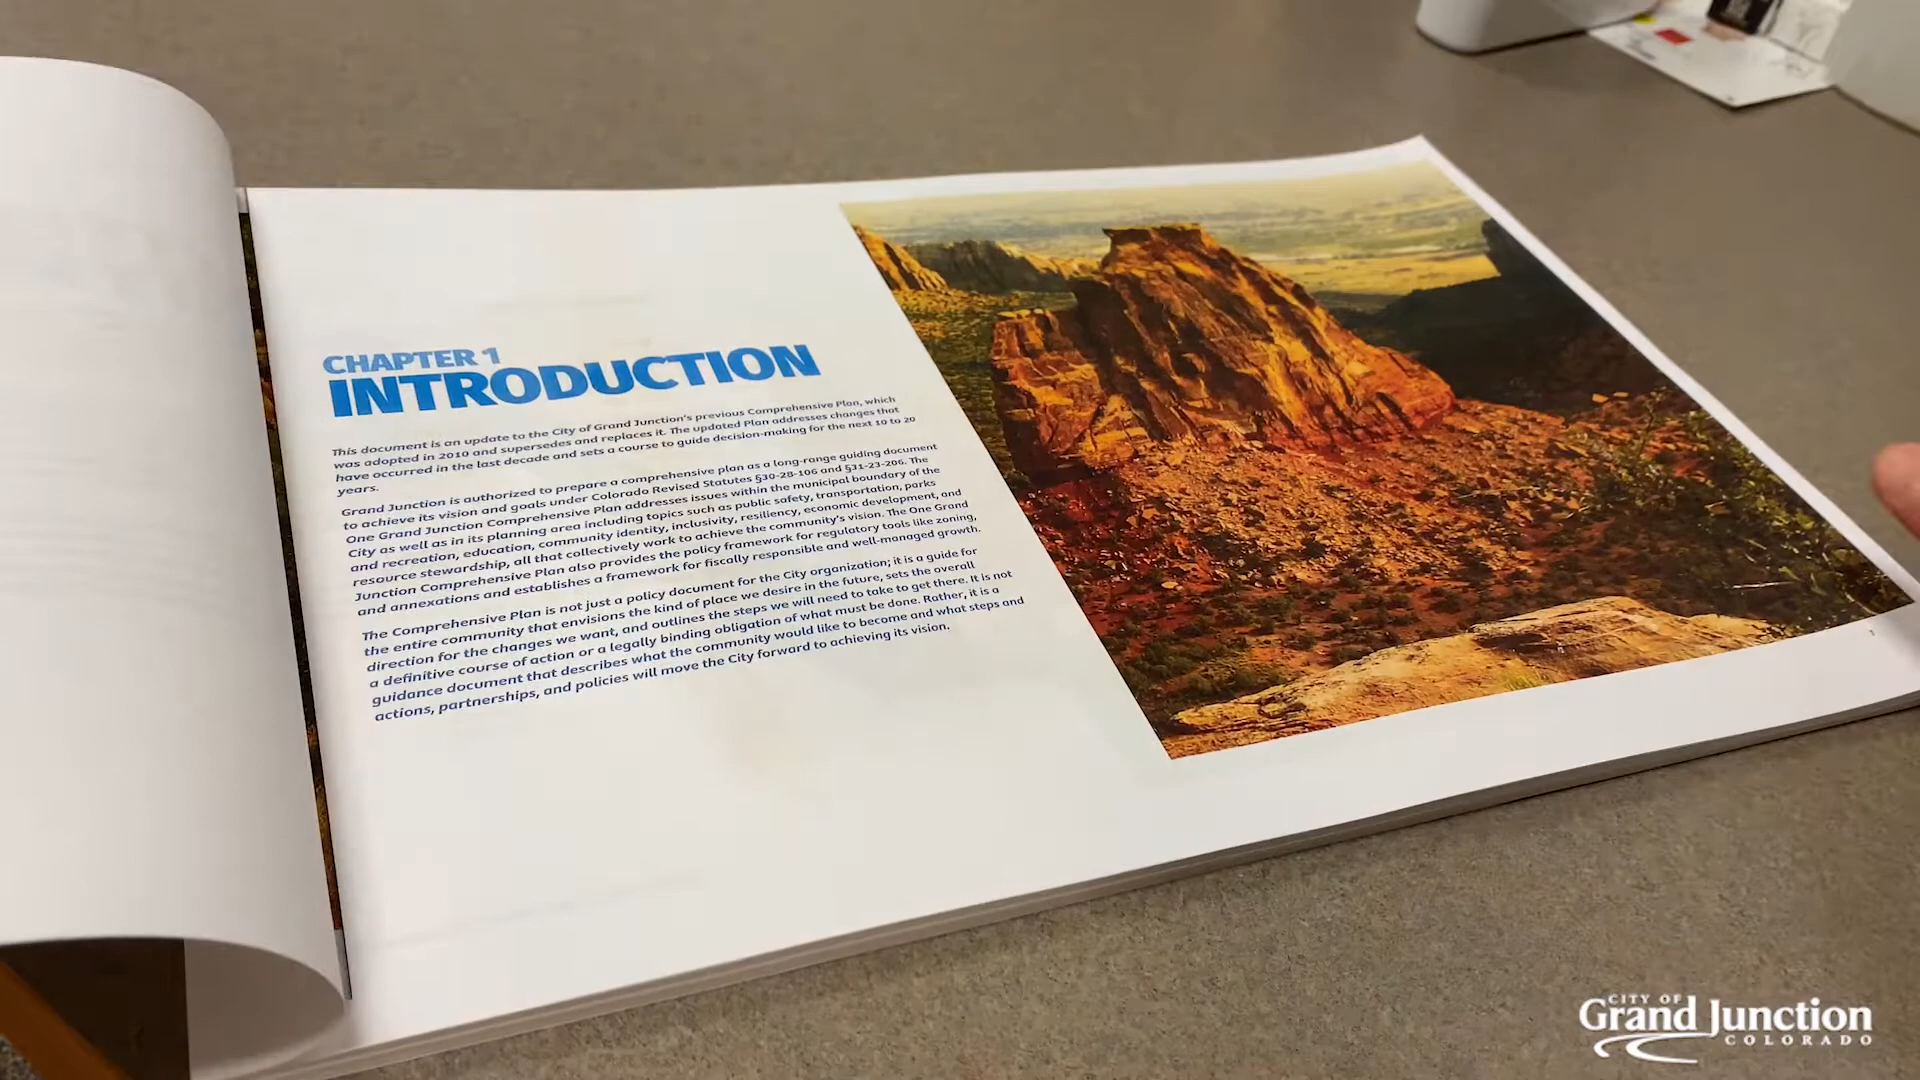 CHAPTER 1
INTRODUCTION
This document is an update to the City of Grand Junction's previous Comprehensive Plan, which
was adopted in 2010 and supersedes and replaces it. The updated Plan addresses changes that
have occurred in the last decade and sets a course to guide decision-making for the next 10 to 20
years.
Grand Junction is authorized to prepare a comprehensive plan as a long-range guiding document
to achieve its vision and goals under Colorado Revised Statutes §30-28-106 and §31-23-206. The
One Grand Junction Comprehensive Plan addresses issues within the municipal boundary of the
City as well as in its planning area including topics such as public safety, transportation, parks
and recreation, education, community identity, inclusivity, resiliency, economic development, and
resource stewardship, all that collectively work to achieve the community's vision. The One Grand
Junction Comprehensive Plan also provides the policy framework for regulatory tools like zoning,
and annexations and establishes a framework for fiscally responsible and well-managed growth.
The Comprehensive Plan is not just a policy document for the City organization; it is a guide for
the entire community that envisions the kind of place we desire in the future, sets the overall
direction for the changes we want, and outlines the steps we will need to take to get there. It is not
a definitive course of action or a legally binding obligation of what must be done. Rather, it is a
guidance document that describes what the community would like to become and what steps and
actions, partnerships, and policies will move the City forward to achieving its vision.
CITY OF
Grand Junction
COLORADO